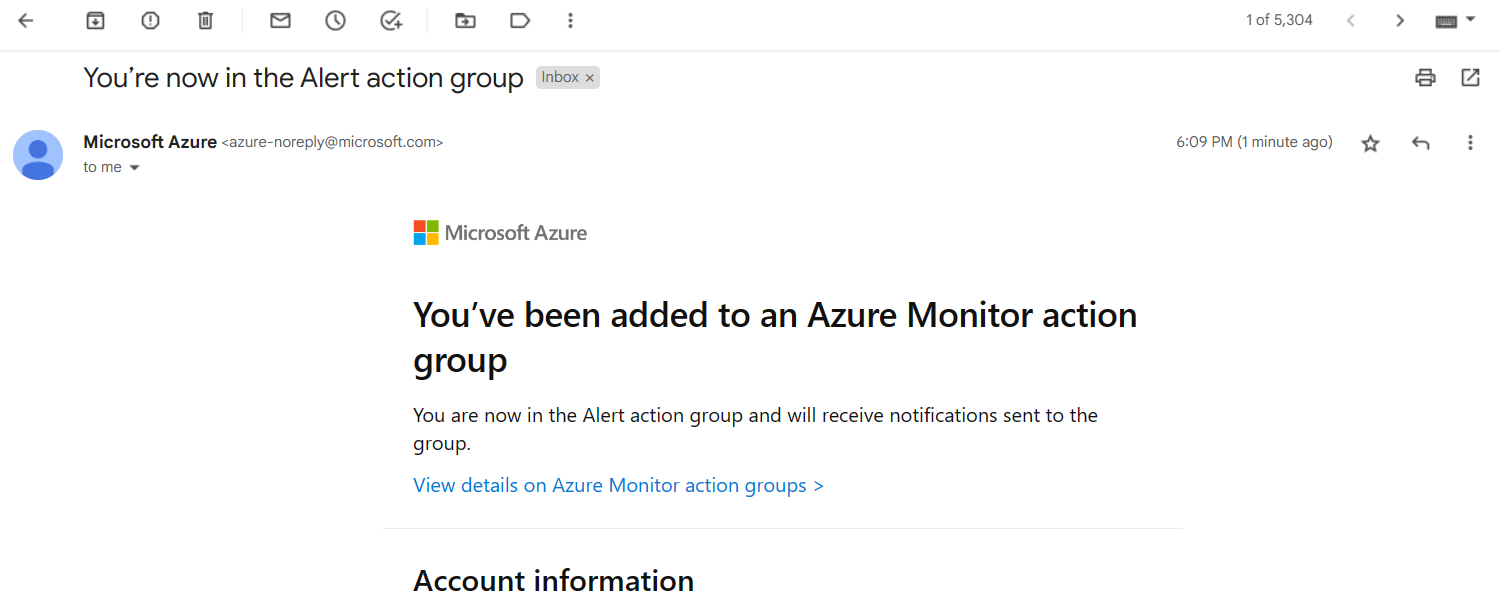 1 of 5,304
You’re now in the Alert action group Inbox ×
Microsoft Azure <azure-noreply@microsoft.com> 6:09 PM (1 minute ago)
to me
Microsoft Azure
You’ve been added to an Azure Monitor action
group
You are now in the Alert action group and will receive notifications sent to the
group.
View details on Azure Monitor action groups >
Account information